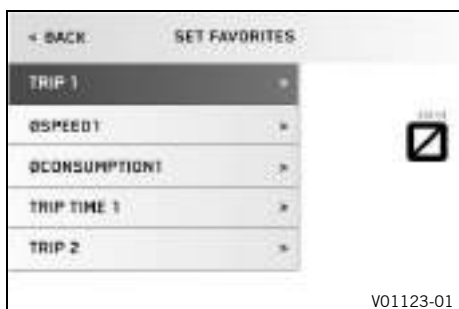 < BACK SET FAVORITES
TRIP 1 »
ØSPEED1 »
ØCONSUMPTION1 »
TRIP TIME 1 »
TRIP 2 »
V01123-01